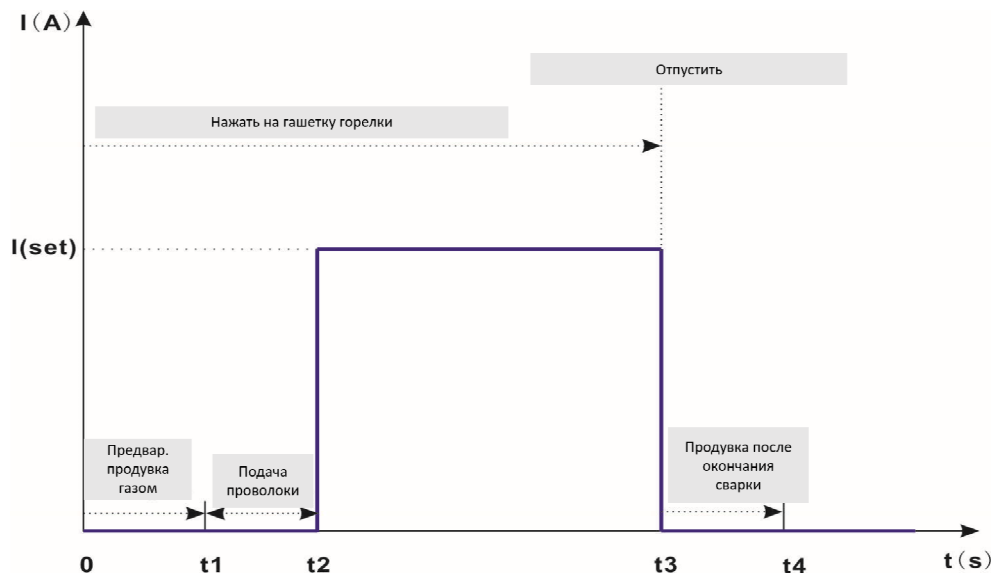 I(A)
Отпустить
Нажать на гашетку горелки
I(set)
Предвар.
продувка
газом
Подача
проволоки
Продувка после
окончания
сварки
0
t1
t2
t3
t4
t(s)